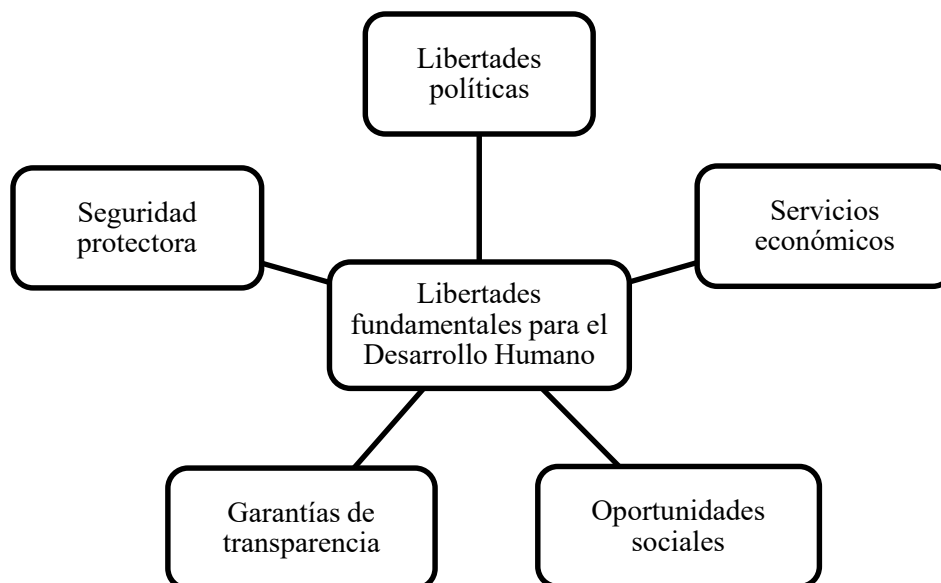 Libertades
políticas
Seguridad
protectora
Servicios
económicos
Libertades
fundamentales para el
Desarrollo Humano
Garantías de
transparencia
Oportunidades
sociales